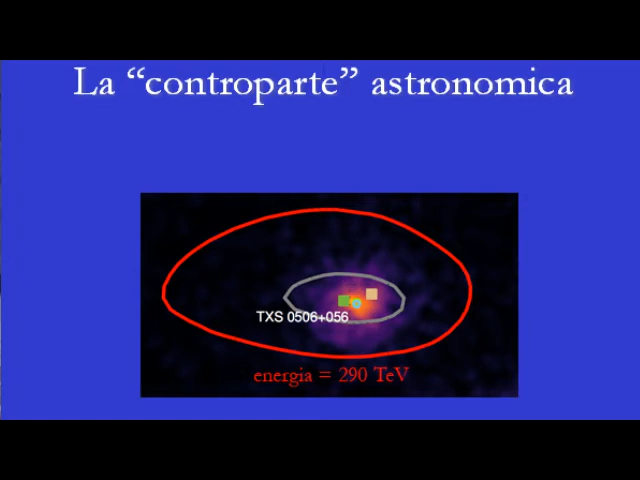 La “controparte” astronomica
TXS 0506+056
energia = 290 TeV